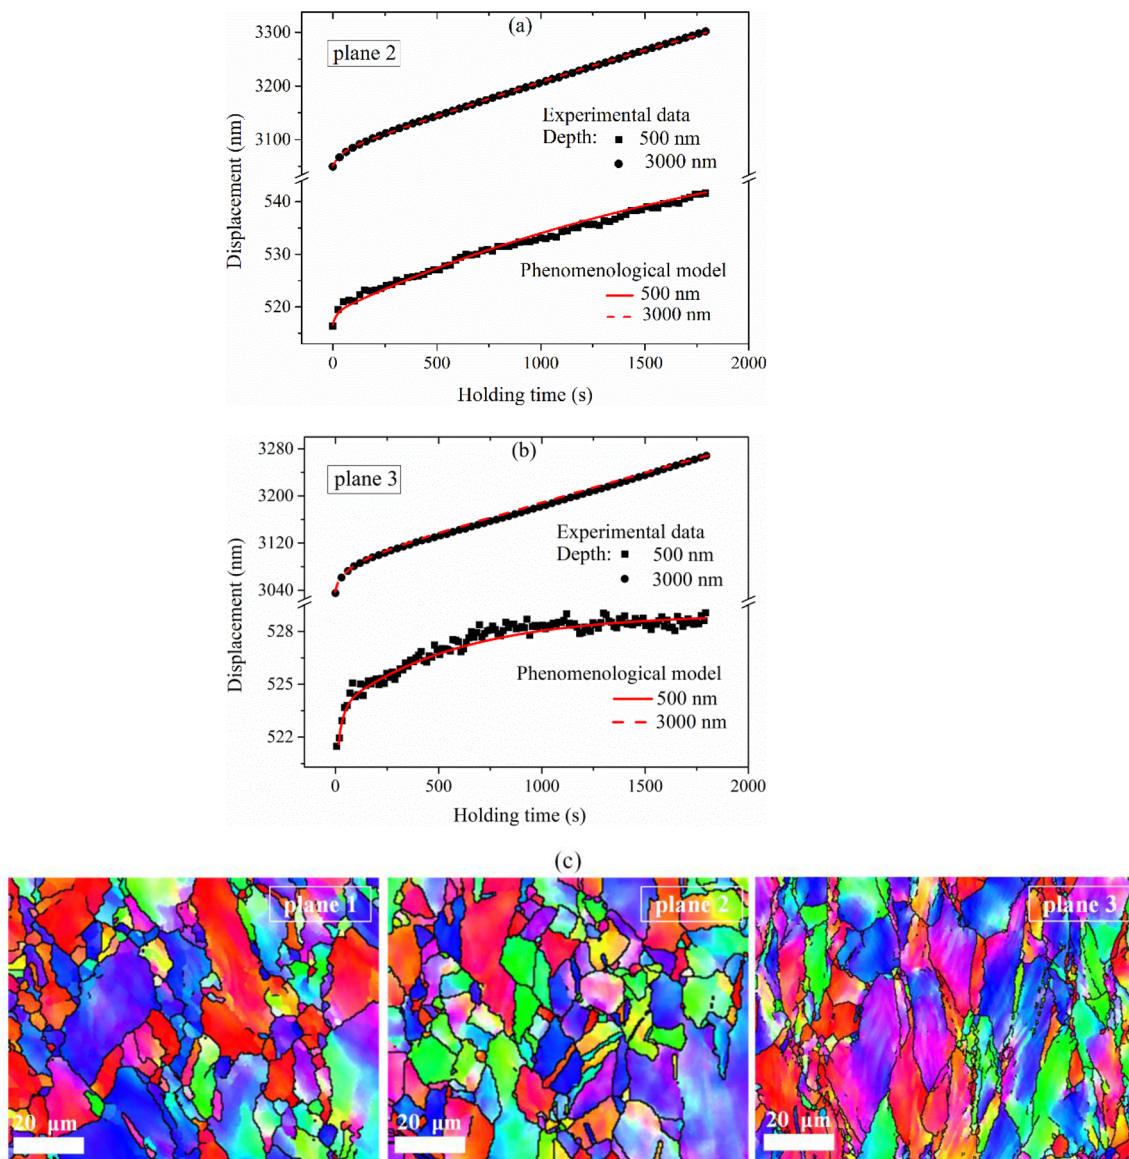 (a)
3300
plane 2
3200
Experimental data
Depth: 500 nm
3100
3000 nm
Displacement (nm)
540
530
Phenomenological model
500 nm
520
3000 nm
0 500 1000 1500 2000
Holding time (s)
(b)
3280
plane 3
3200
Experimental data
3120
Depth: 500 nm
3000 nm
3040
Displacement (nm)
528
Phenomenological model
525
500 nm
3000 nm
522
0 500 1000 1500 2000
Holding time (s)
(c)
plane 1 plane 2 plane 3
20 µm 20 µm 20 µm